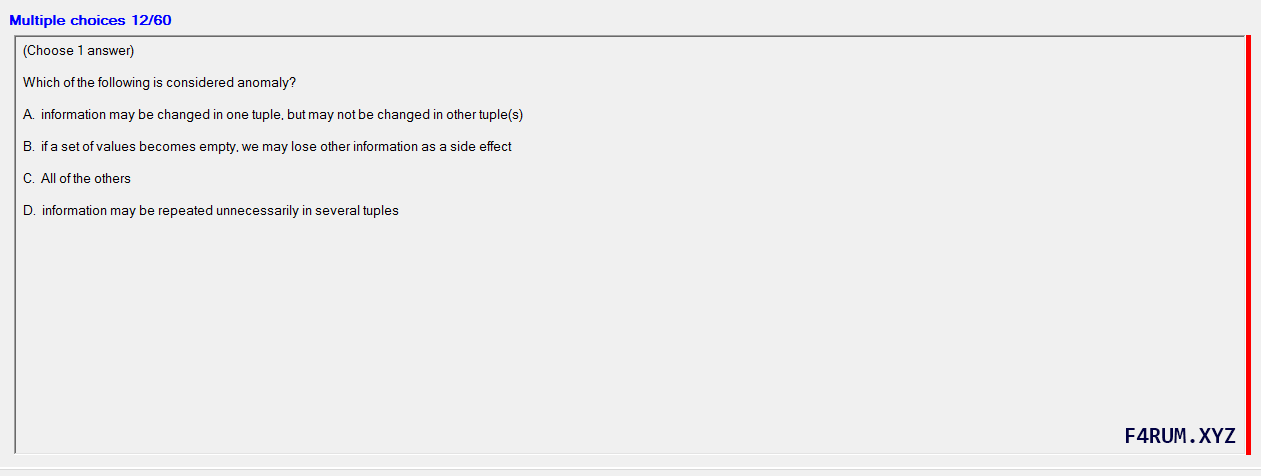 Multiple choices 12/60
(Choose 1 answer)
Which of the following is considered anomaly?
A. information may be changed in one tuple, but may not be changed in other tuple(s)
B. if a set of values becomes empty, we may lose other information as a side effect
C. All of the others
D. information may be repeated unnecessarily in several tuples
F4RUM.XYZ